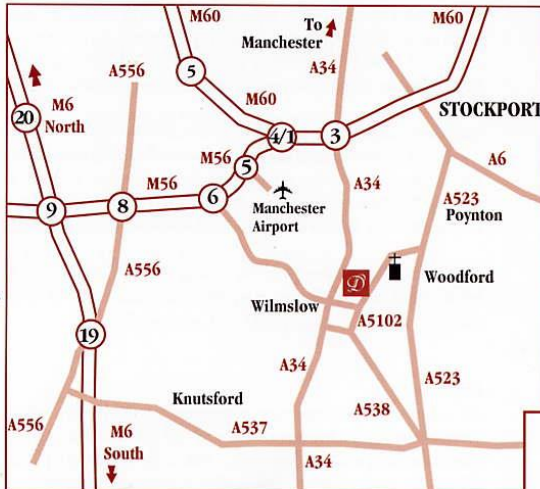 M60
To
Manchester
M60
A34
A556
5
M6
North
20
M60
4/1
3
STOCKPORT
M56
5
A6
M56
A34
A523
Poynton
9
8
6
Manchester
Airport
A556
D
Woodford
Wilmslow
A5102
19
A34
A523
Knutsford
A538
A556
M6
South
A537
A34